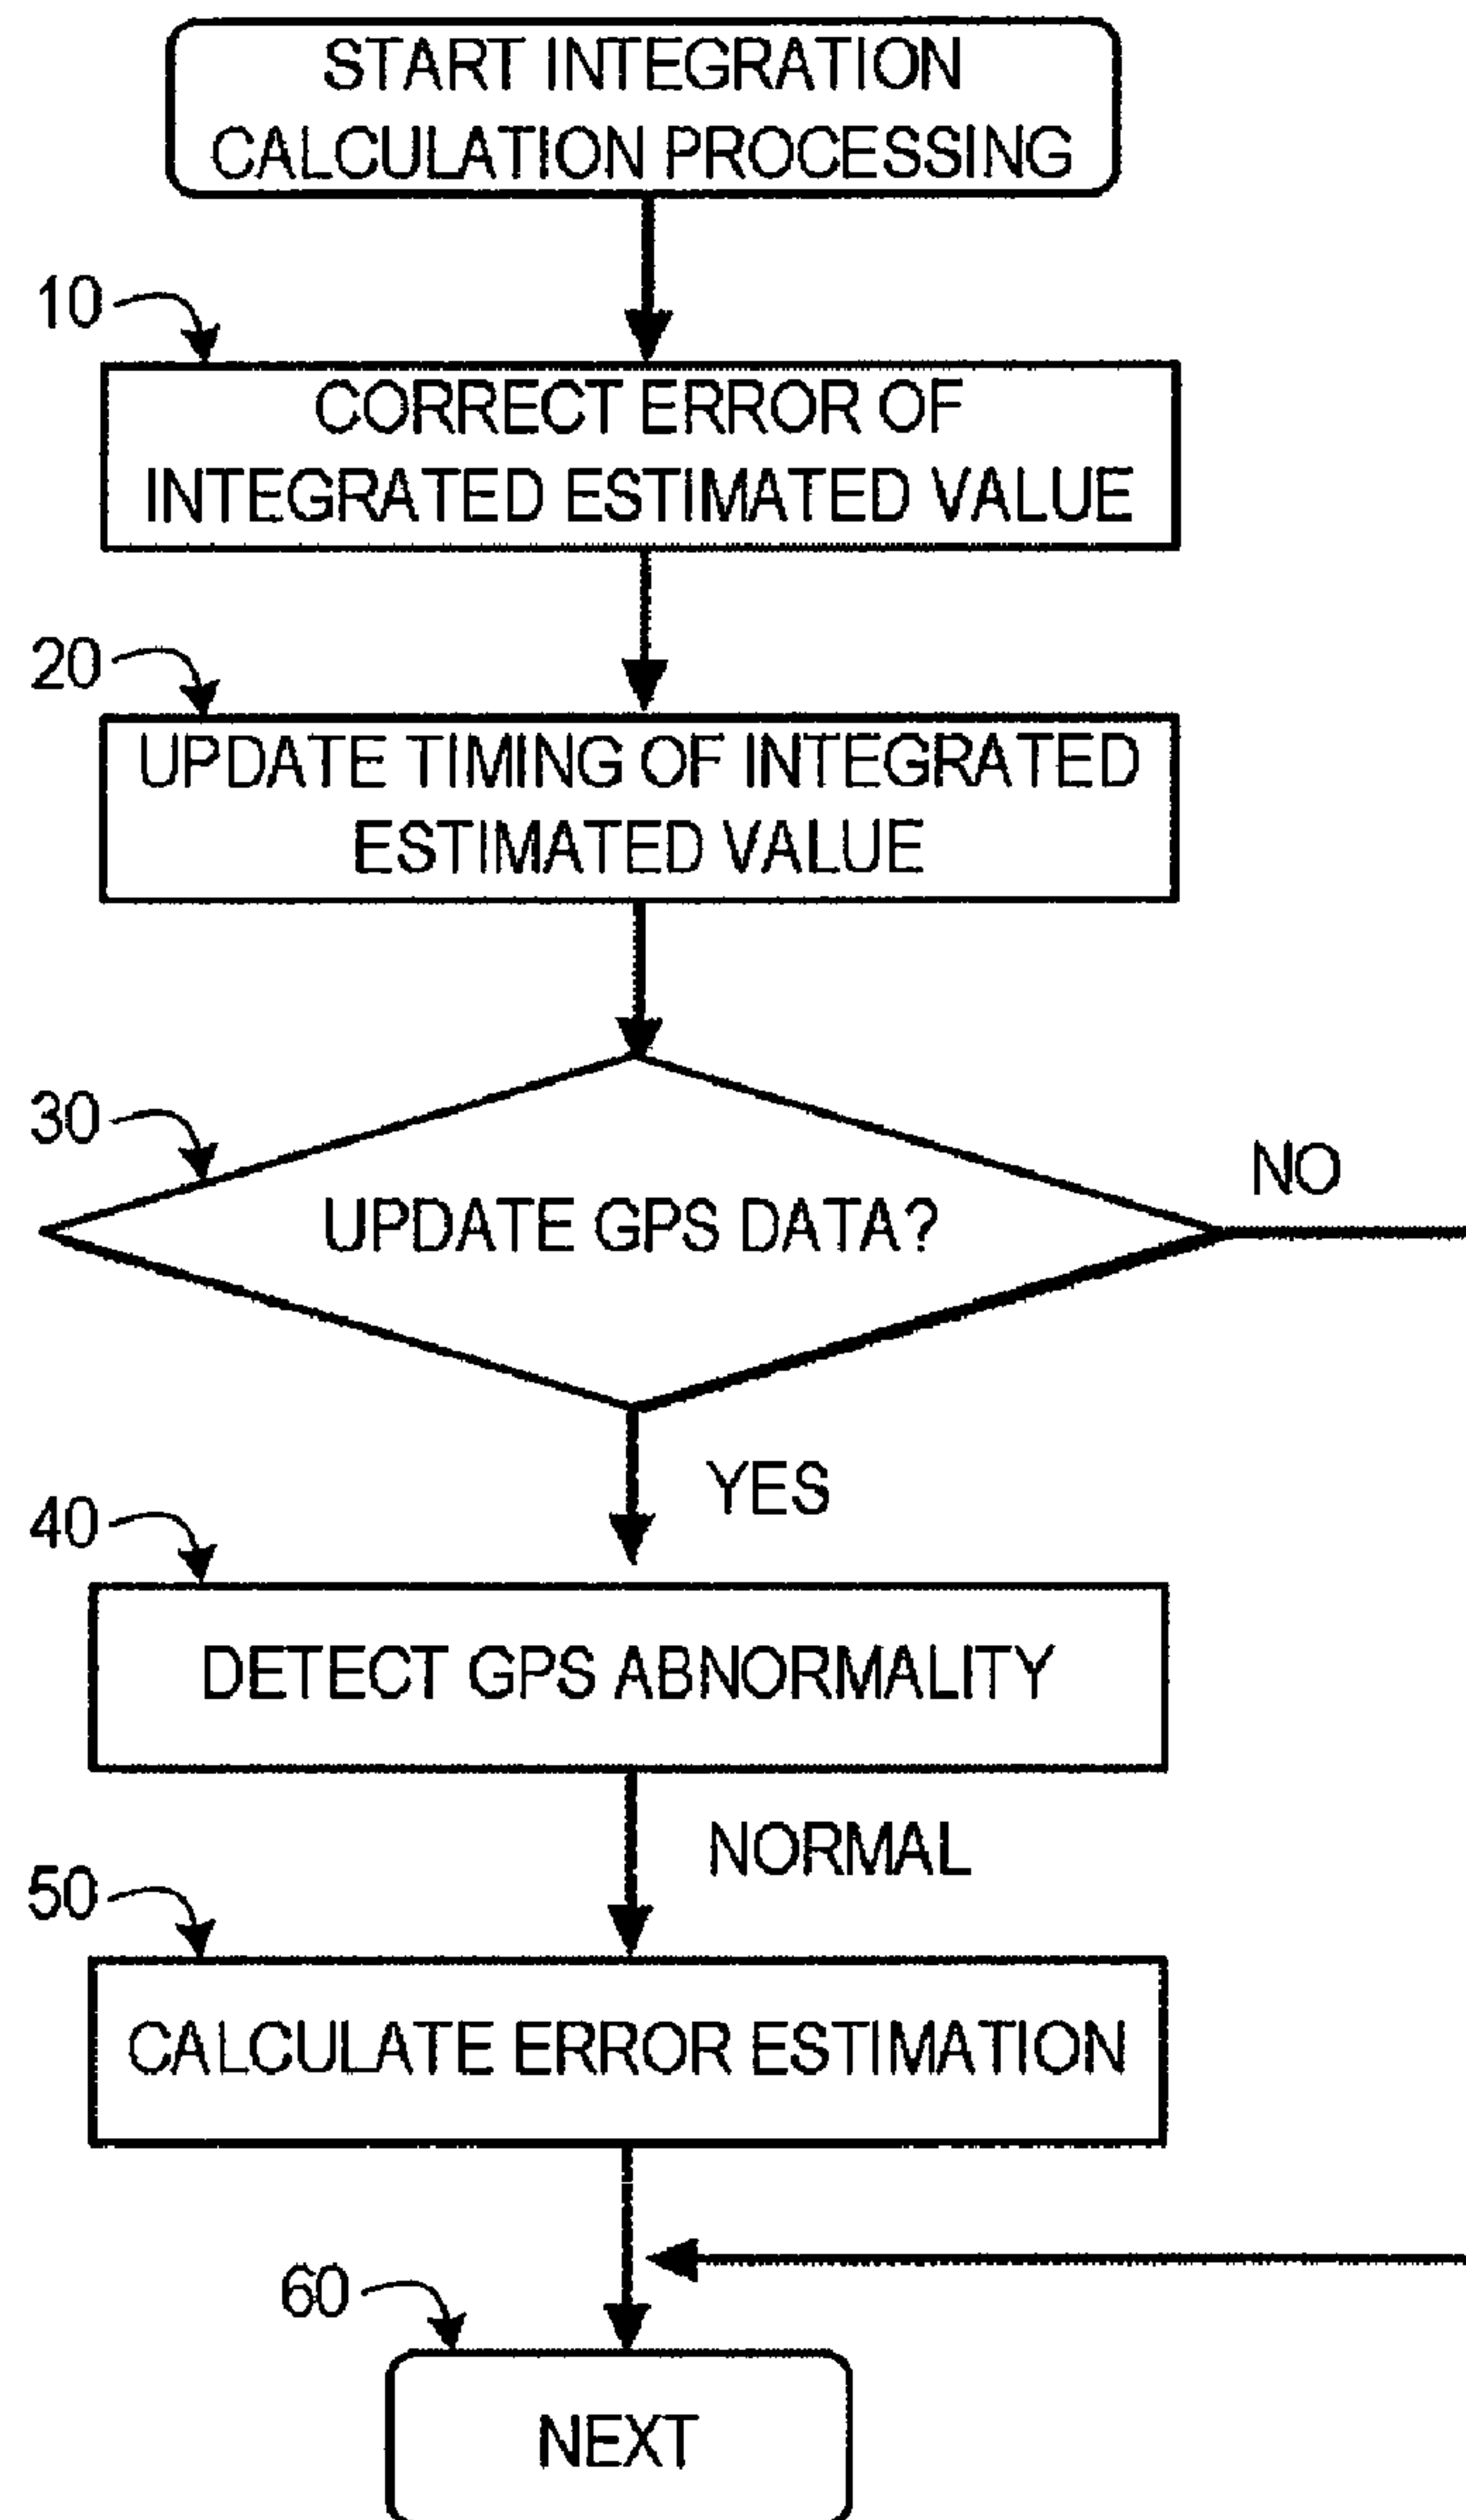 START INTEGRATION
CALCULATION PROCESSING
10
CORRECT ERROR OF
INTEGRATED ESTIMATED VALUE
20
UPDATE TIMING OF INTEGRATED
ESTIMATED VALUE
30
UPDATE GPS DATA?
NO
YES
40
DETECT GPS ABNORMALITY
NORMAL
50
CALCULATE ERROR ESTIMATION
60
NEXT